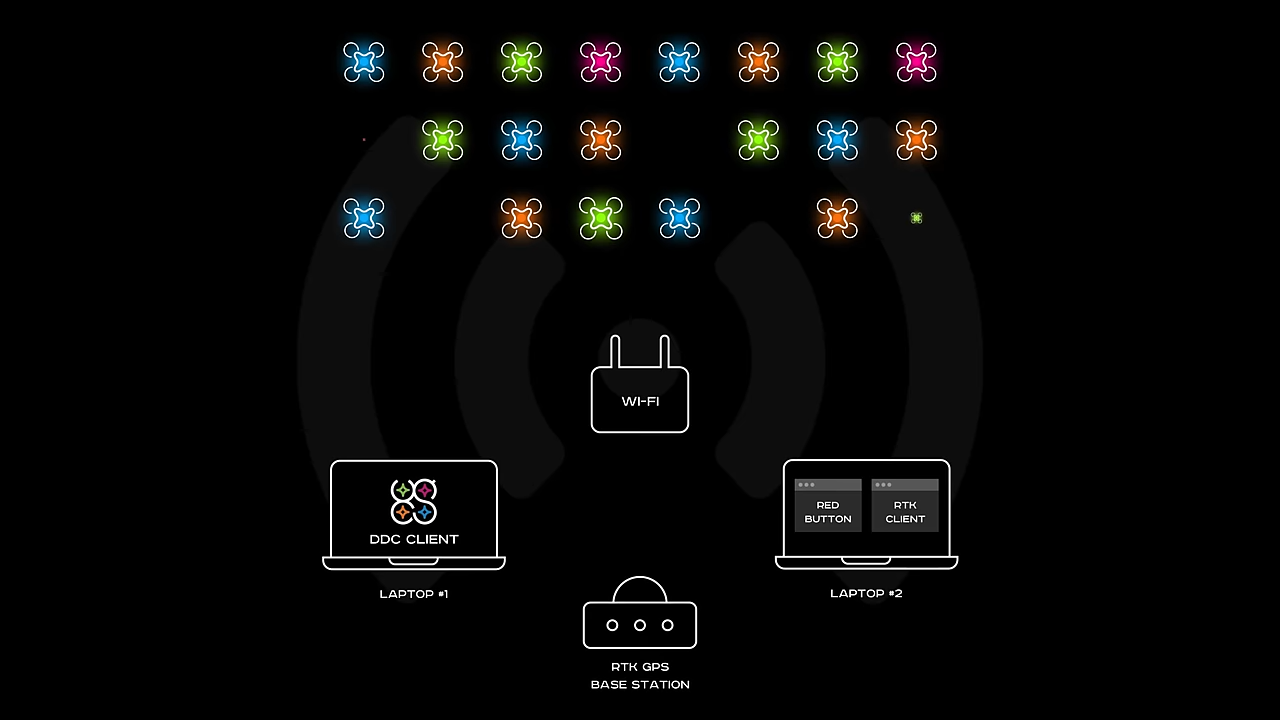 WI-FI
DDC CLIENT
LAPTOP #1
RED
BUTTON
RTK
CLIENT
LAPTOP #2
RTK GPS
BASE STATION